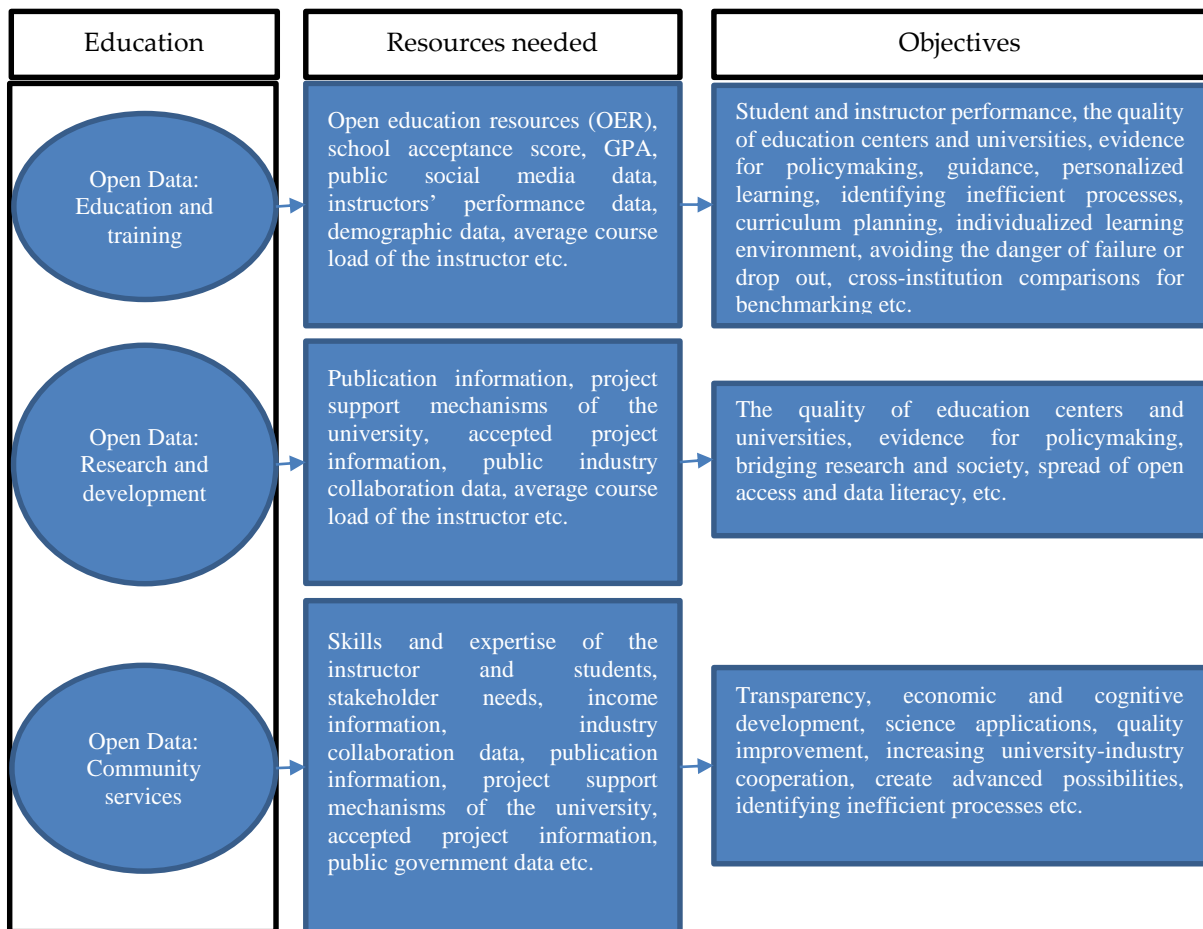 Education
Resources needed
Objectives
Open Data:
Education and
training
Open education resources (OER),
school acceptance score, GPA,
public social media data,
instructors’ performance data,
demographic data, average course
load of the instructor etc.
Student and instructor performance, the quality
of education centers and universities, evidence
for policymaking, guidance, personalized
learning, identifying inefficient processes,
curriculum planning, individualized learning
environment, avoiding the danger of failure or
drop out, cross-institution comparisons for
benchmarking etc.
Open Data:
Research and
development
Publication information, project
support mechanisms of the
university, accepted project
information, public industry
collaboration data, average course
load of the instructor etc.
The quality of education centers and
universities, evidence for policymaking,
bridging research and society, spread of open
access and data literacy, etc.
Open Data:
Community
services
Skills and expertise of the
instructor and students,
stakeholder needs, income
information, industry
collaboration data, publication
information, project support
mechanisms of the university,
accepted project information,
public government data etc.
Transparency, economic and cognitive
development, science applications, quality
improvement, increasing university-industry
cooperation, create advanced possibilities,
identifying inefficient processes etc.